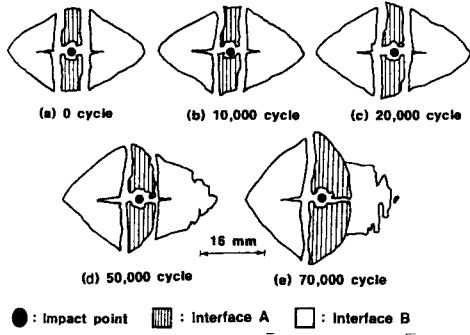 (a) 0 cycle
(b) 10,000 cycle
(c) 20,000 cycle
(d) 50,000 cycle
16 mm
(e) 70,000 cycle
: Impact point
: Interface A
: Interface B